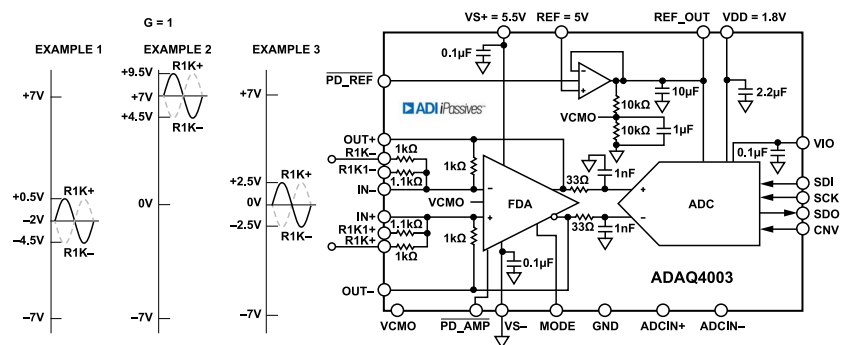 G = 1
EXAMPLE 1
+7V
+0.5V
R1K+
–2V
–4.5V
R1K–
–7V
EXAMPLE 2
+9.5V
R1K+
+7V
+4.5V
R1K–
0V
–7V
EXAMPLE 3
+7V
+2.5V
R1K+
0V
–2.5V
R1K–
–7V
VS+ = 5.5V
REF = 5V
REF_OUT
VDD = 1.8V
0.1µF
PD_REF
10µF
2.2µF
ADI iPassives™
10kΩ
VCMO
10kΩ
1µF
VIO
0.1µF
OUT+
R1K–
1kΩ
R1K1–
1.1kΩ
IN–
1kΩ
VCMO
FDA
33Ω
1nF
33Ω
1nF
ADC
SDI
SCK
SDO
CNV
IN+
R1K1+
1.1kΩ
R1K+
1kΩ
1kΩ
0.1µF
OUT–
ADAQ4003
VCMO
PD_AMP
VS–
MODE
GND
ADCIN+
ADCIN–